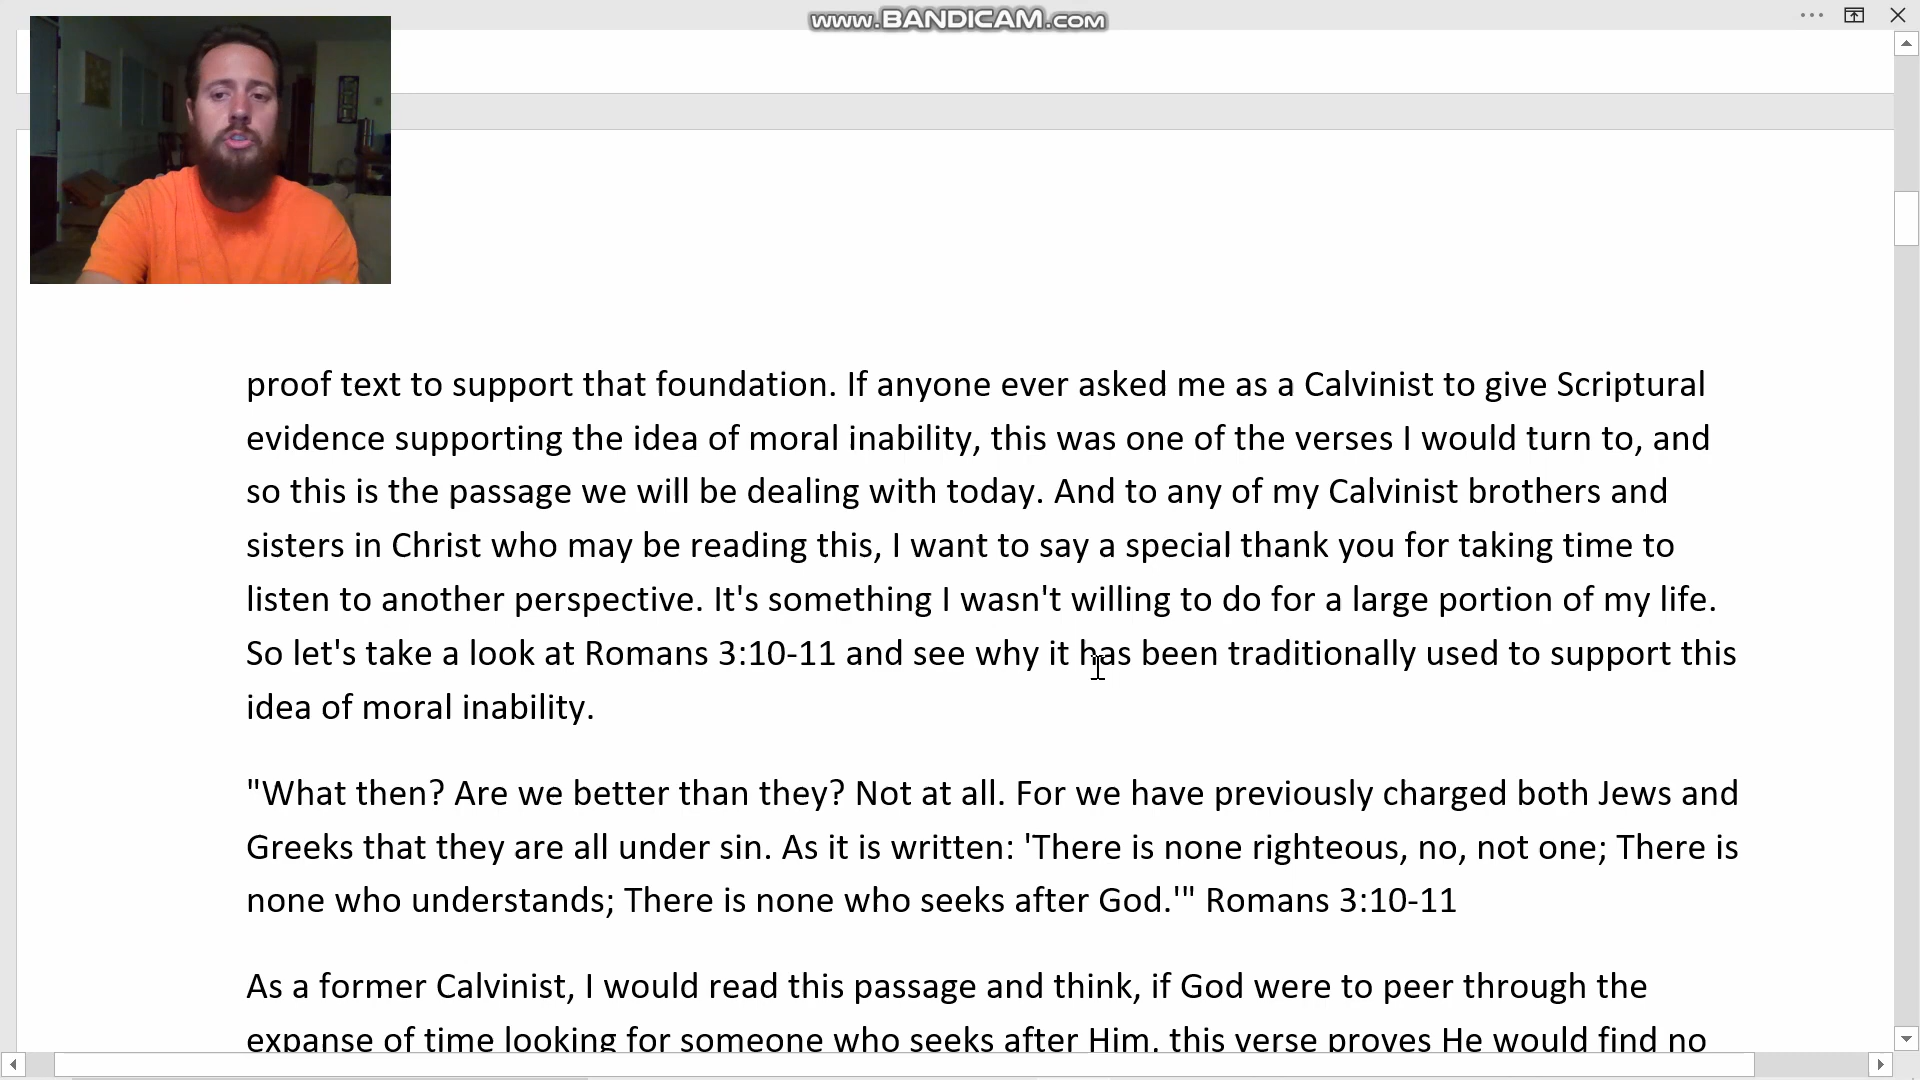 www.BANDICAM.com
proof text to support that foundation. If anyone ever asked me as a Calvinist to give Scriptural
evidence supporting the idea of moral inability, this was one of the verses I would turn to, and
so this is the passage we will be dealing with today. And to any of my Calvinist brothers and
sisters in Christ who may be reading this, I want to say a special thank you for taking time to
listen to another perspective. It's something I wasn't willing to do for a large portion of my life.
So let's take a look at Romans 3:10-11 and see why it has been traditionally used to support this
idea of moral inability.
"What then? Are we better than they? Not at all. For we have previously charged both Jews and
Greeks that they are all under sin. As it is written: 'There is none righteous, no, not one; There is
none who understands; There is none who seeks after God.'" Romans 3:10-11
As a former Calvinist, I would read this passage and think, if God were to peer through the
expanse of time looking for someone who seeks after Him, this verse proves He would find no